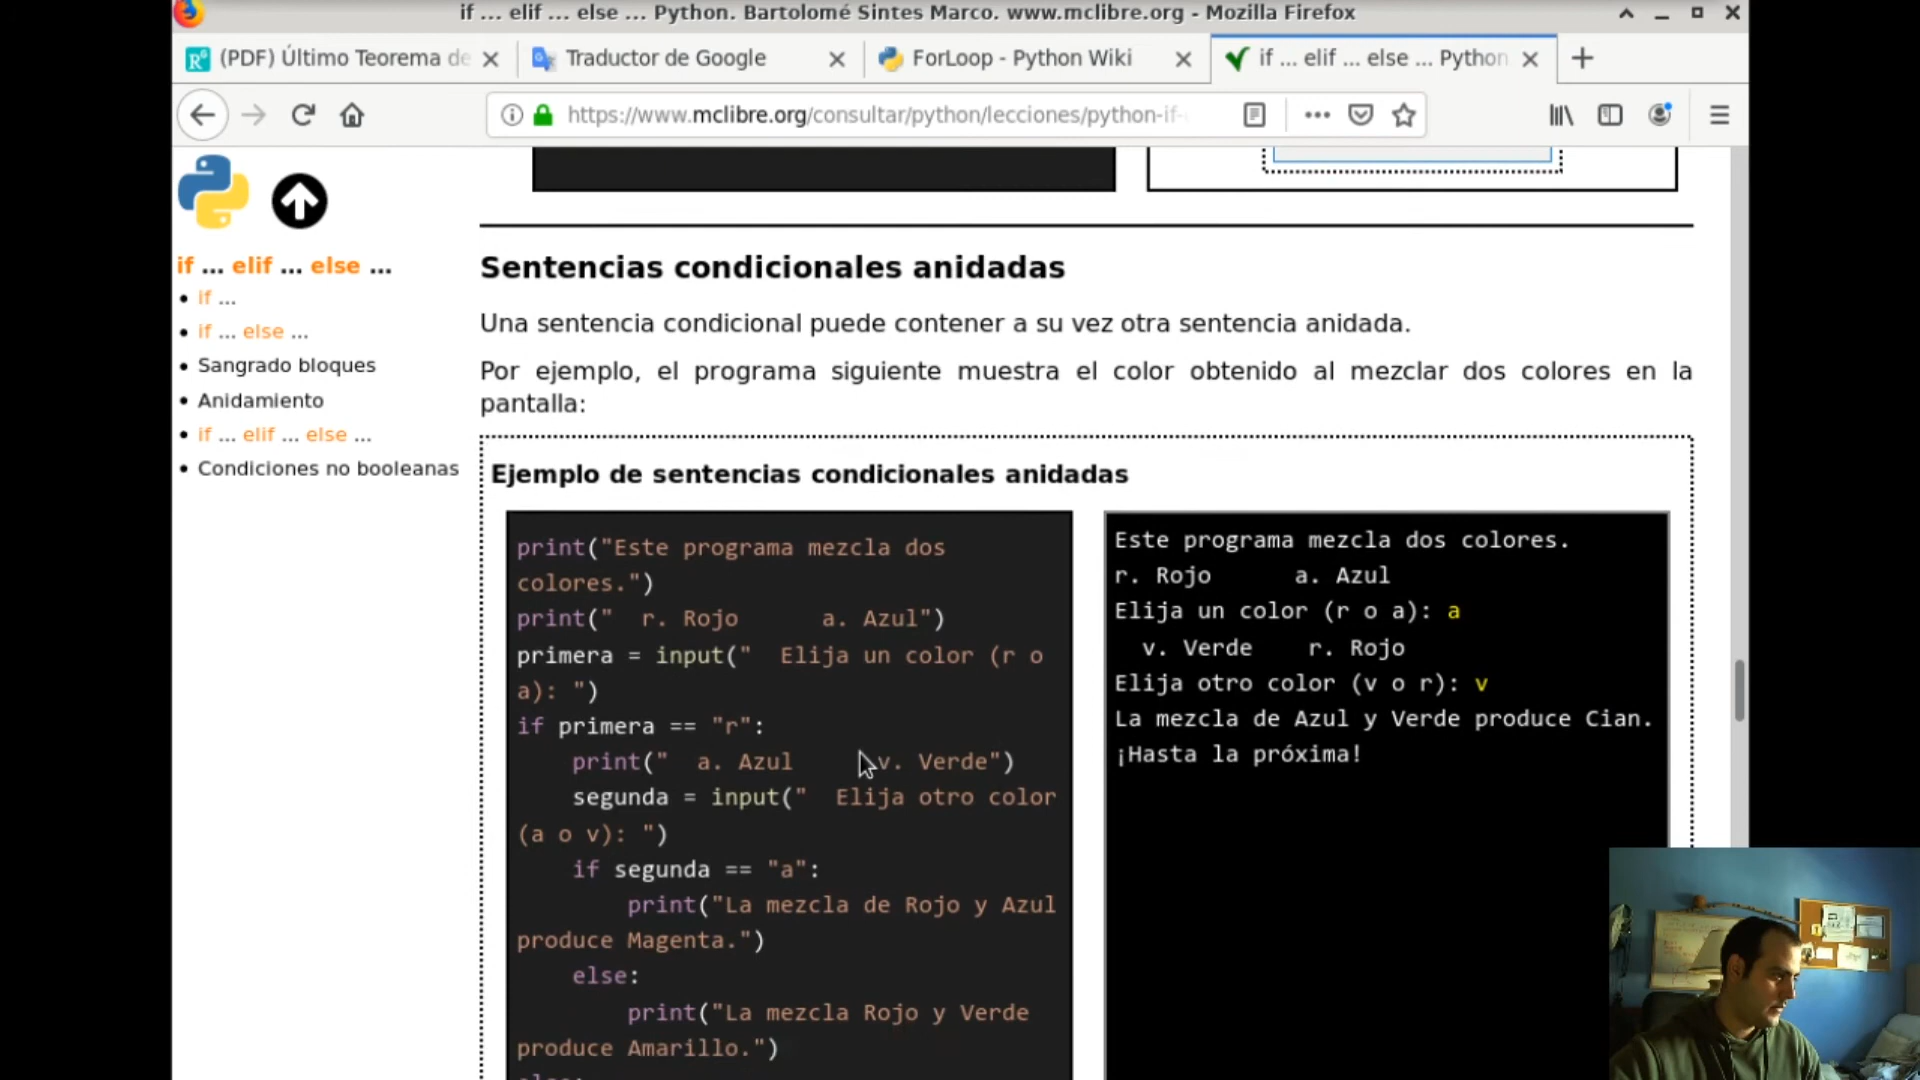 if ... elif ... else ... Python. Bartolomé Sintes Marco. www.mclibre.org - Mozilla Firefox
(PDF) Último Teorema de
Traductor de Google
ForLoop - Python Wiki
if ... elif ... else ... Python
https://www.mclibre.org/consultar/python/lecciones/python-if-
if ... elif ... else ...
if ...
if ... else ...
Sangrado bloques
Anidamiento
if ... elif ... else ...
Condiciones no booleanas
Sentencias condicionales anidadas
Una sentencia condicional puede contener a su vez otra sentencia anidada.
Por ejemplo, el programa siguiente muestra el color obtenido al mezclar dos colores en la
pantalla:
Ejemplo de sentencias condicionales anidadas
print("Este programa mezcla dos
colores.")
print("  r. Rojo      a. Azul")
primera = input("  Elija un color (r o
a): ")
if primera == "r":
    print("  a. Azul      v. Verde")
    segunda = input("  Elija otro color
(a o v): ")
    if segunda == "a":
        print("La mezcla de Rojo y Azul
produce Magenta.")
    else:
        print("La mezcla Rojo y Verde
produce Amarillo.")
else:
Este programa mezcla dos colores.
r. Rojo      a. Azul
Elija un color (r o a): a
  v. Verde    r. Rojo
Elija otro color (v o r): v
La mezcla de Azul y Verde produce Cian.
¡Hasta la próxima!